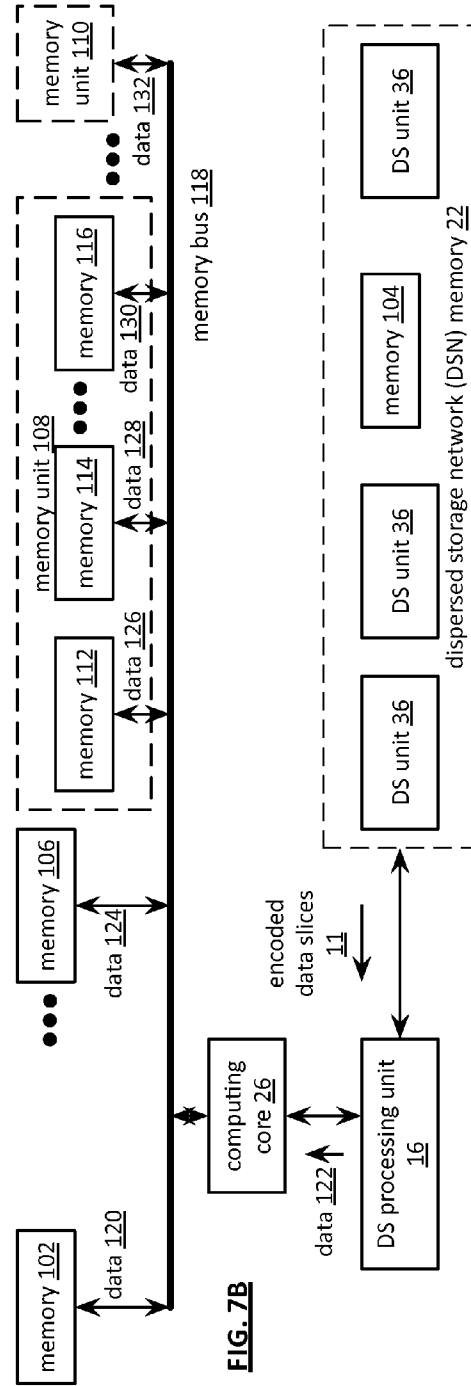 memory 102
data 120
memory 106
data 124
memory unit 108
memory 112
data 126
memory 114
data 128
memory 116
data 130
memory
unit 110
data 132
memory bus 118
computing
core 26
data 122
DS processing unit
16
encoded
data slices
11
DS unit 36
DS unit 36
memory 104
DS unit 36
dispersed storage network (DSN) memory 22
FIG. 7B